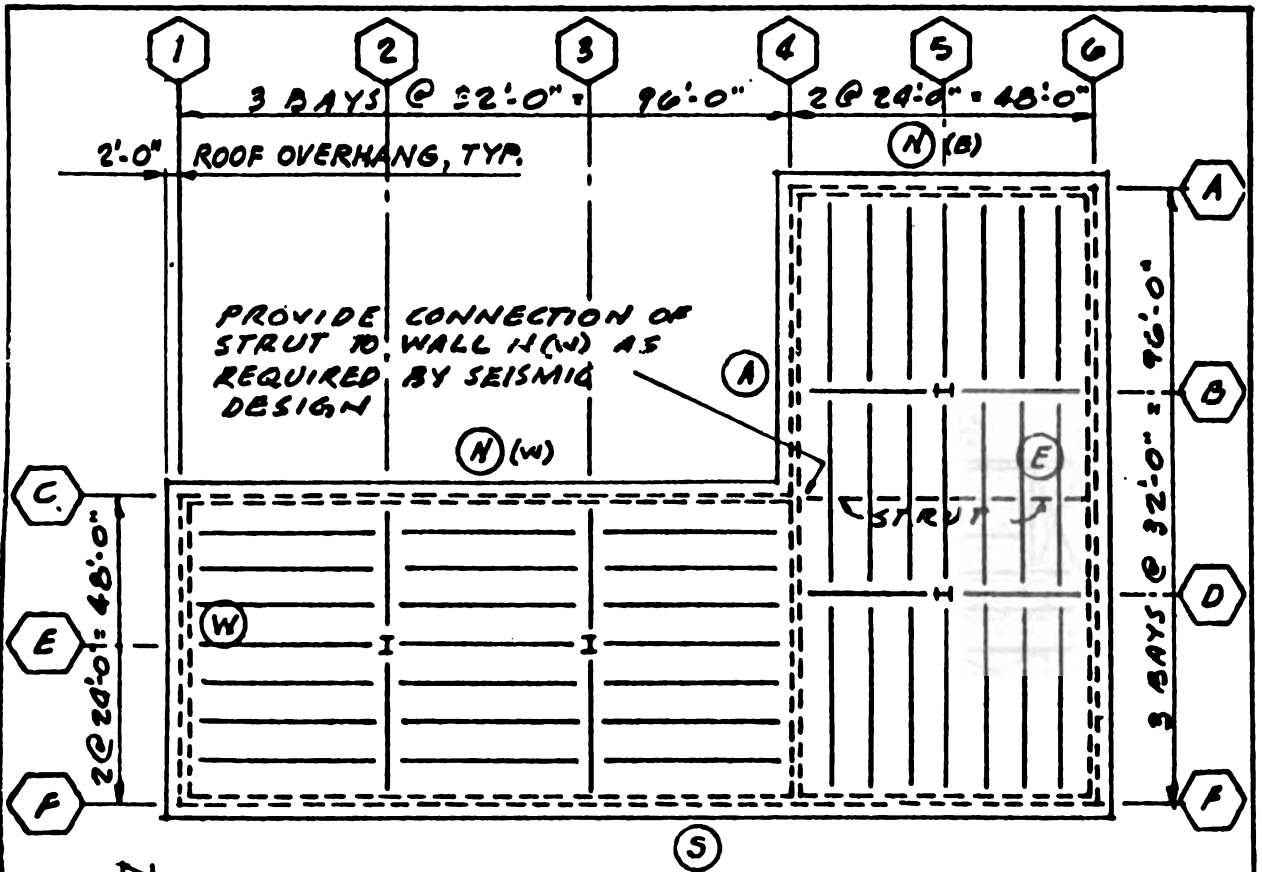 1 2 3 4 5 6
3 BAYS @ 32'-0" = 96'-0" 2 @ 24'-0" = 48'-0"
2'-0" ROOF OVERHANG, TYP.
N (E)
A
PROVIDE CONNECTION OF
STRUT TO WALL N(W) AS
REQUIRED BY SEISMIC
DESIGN
A
B
N (W)
E
C
STRUT
3 BAYS @ 32'-0" = 96'-0"
2 @ 24'-0" = 48'-0"
D
W
E
F
F
S